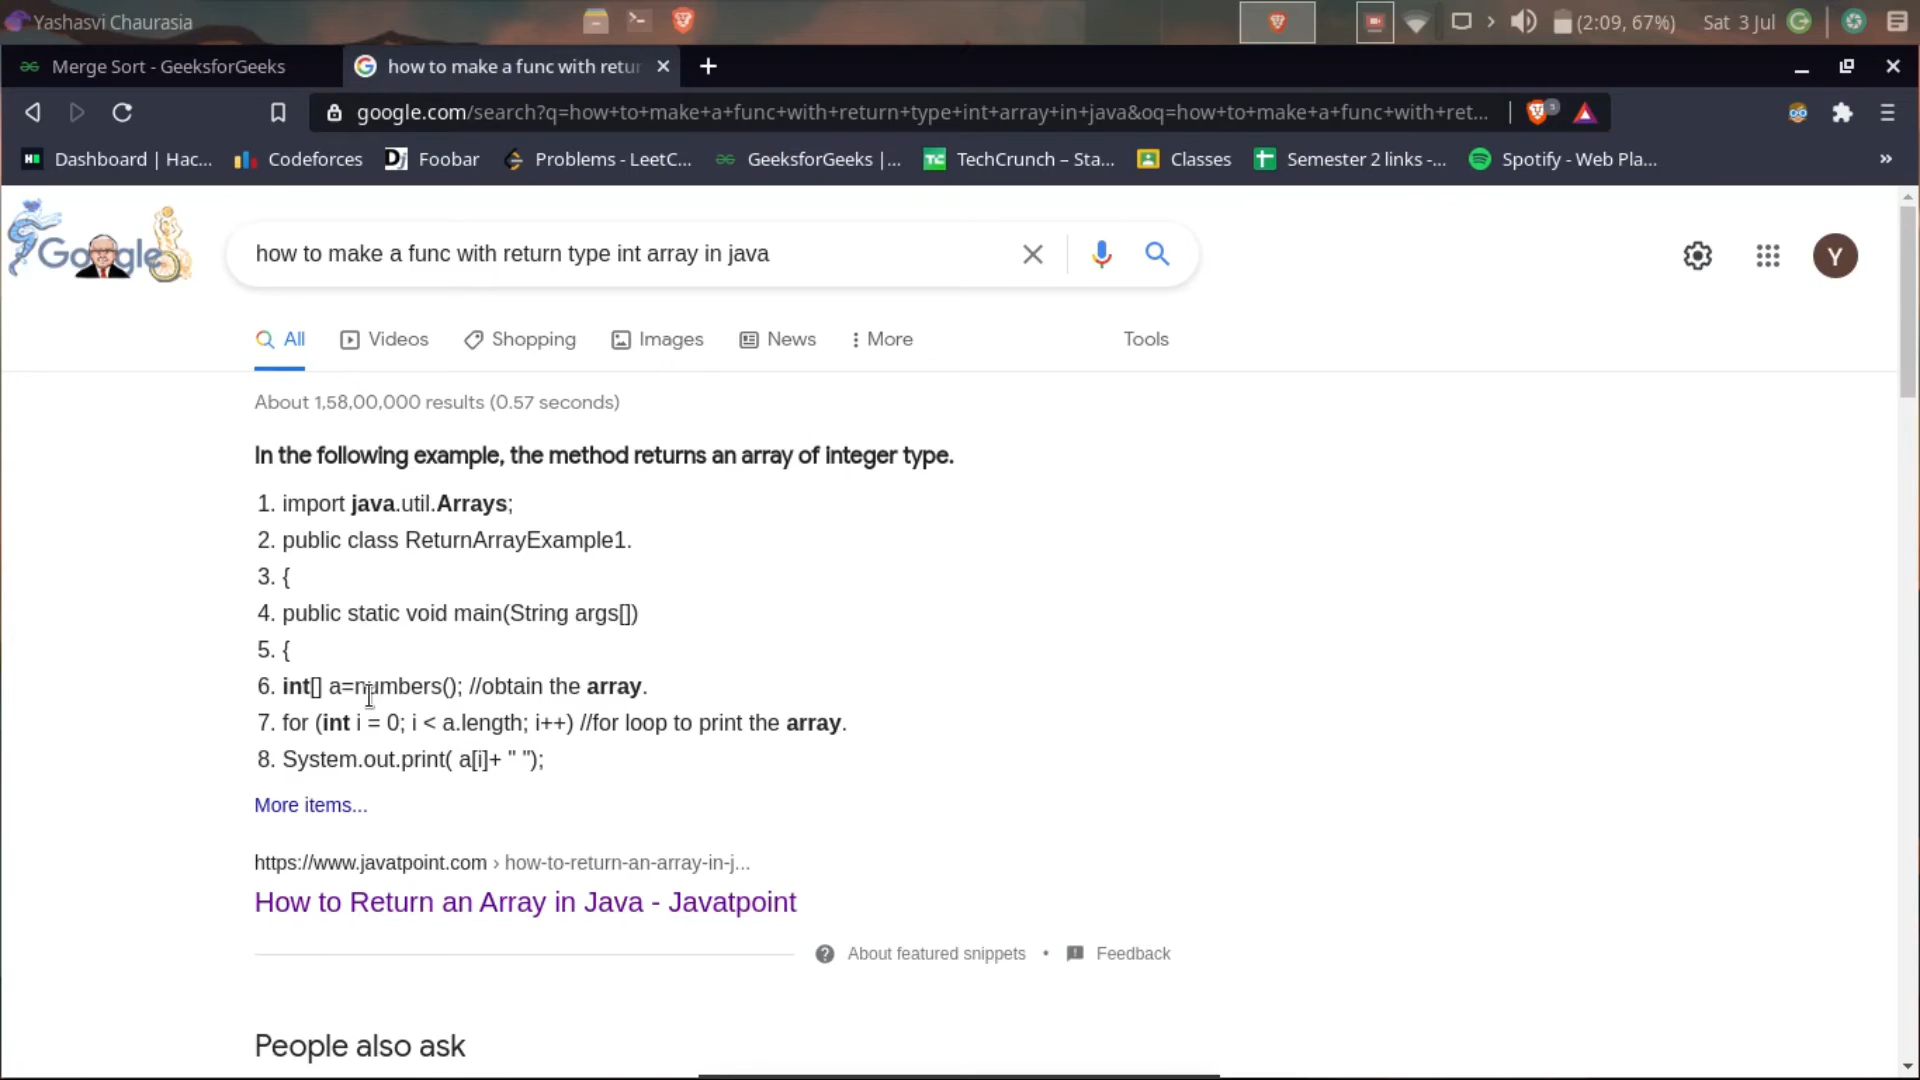 Yashasvi Chaurasia
(2:09, 67%)
Sat 3 Jul
Merge Sort - GeeksforGeeks
how to make a func with retur
google.com/search?q=how+to+make+a+func+with+return+type+int+array+in+java&oq=how+to+make+a+func+with+ret...
Dashboard | Hac...
Codeforces
Foobar
Problems - LeetC...
GeeksforGeeks |...
TechCrunch – Sta...
Classes
Semester 2 links -...
Spotify - Web Pla...
»
Google
how to make a func with return type int array in java
Y
All
Videos
Shopping
Images
News
More
Tools
About 1,58,00,000 results (0.57 seconds)
In the following example, the method returns an array of integer type.
1. import java.util.Arrays;
2. public class ReturnArrayExample1.
3. {
4. public static void main(String args[])
5. {
6. int[] a=numbers(); //obtain the array.
7. for (int i = 0; i < a.length; i++) //for loop to print the array.
8. System.out.print( a[i]+ " ");
More items...
https://www.javatpoint.com › how-to-return-an-array-in-j...
How to Return an Array in Java - Javatpoint
About featured snippets • Feedback
People also ask